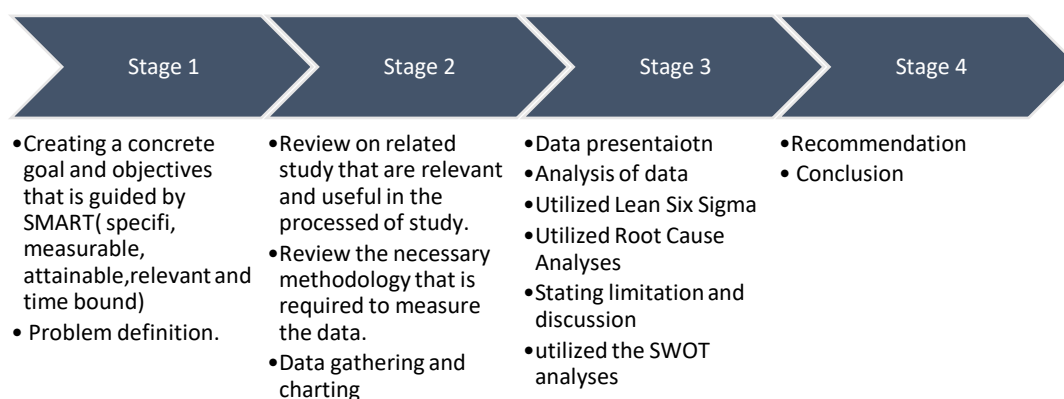 Stage 1
Stage 2
Stage 3
Stage 4
•Creating a concrete
goal and objectives
that is guided by
SMART( specifi,
measurable,
attainable,relevant and
time bound)
• Problem definition.
•Review on related
study that are relevant
and useful in the
processed of study.
•Review the necessary
methodology that is
required to measure
the data.
•Data gathering and
charting
•Data presentaiotn
•Analysis of data
•Utilized Lean Six Sigma
•Utilized Root Cause
Analyses
•Stating limitation and
discussion
•utilized the SWOT
analyses
•Recommendation
• Conclusion